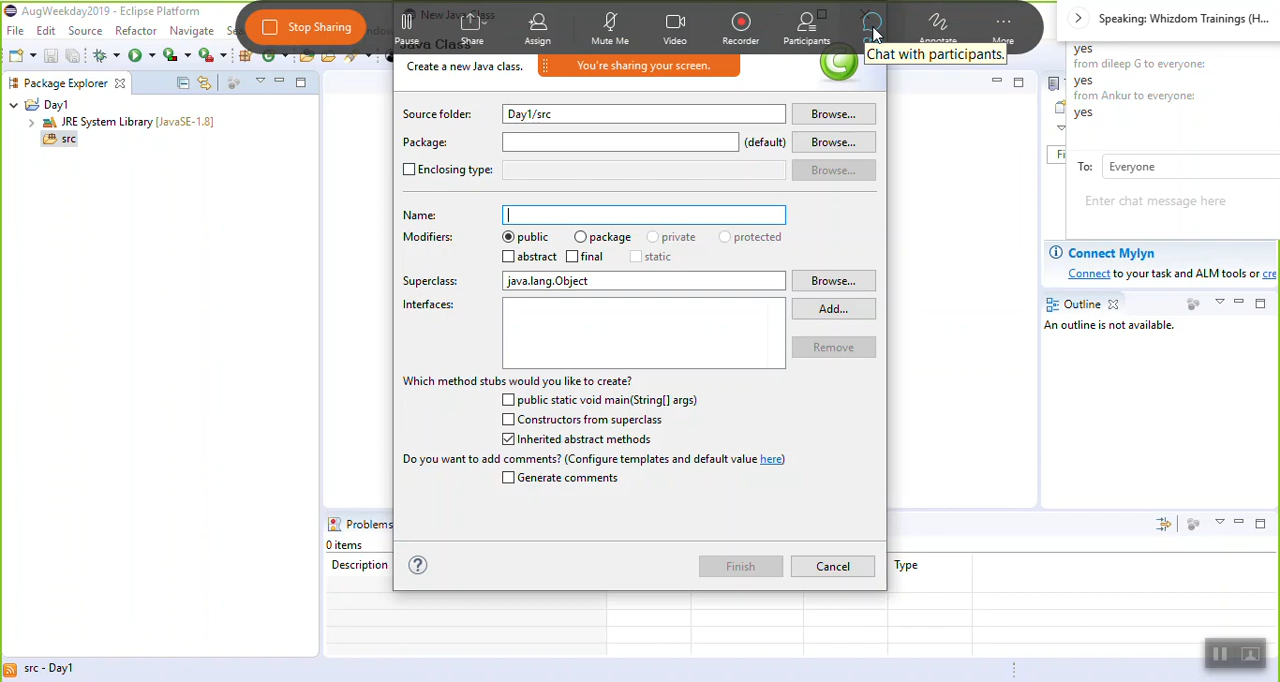 AugWeekday2019 - Eclipse Platform
New Java Class
Stop Sharing
Pause
Share
Assign
Mute Me
Video
Recorder
Participants
Annotate
More
Speaking: Whizdom Trainings (H...
File Edit Source Refactor Navigate
Java Class
Chat with participants.
Create a new Java class.
You're sharing your screen.
yes
from dileep G to everyone:
yes
from Ankur to everyone:
yes
To: Everyone
Enter chat message here
Package Explorer
Day1
JRE System Library [JavaSE-1.8]
src
Source folder: Day1/src Browse...
Package: (default) Browse...
Enclosing type: Browse...
Name:
Modifiers: public package private protected
abstract final static
Superclass: java.lang.Object Browse...
Interfaces: Add...
Remove
Which method stubs would you like to create?
public static void main(String[] args)
Constructors from superclass
Inherited abstract methods
Do you want to add comments? (Configure templates and default value here)
Generate comments
Finish Cancel
Fi
Connect Mylyn
Connect to your task and ALM tools or cre
Outline
An outline is not available.
Problems
0 items
Description
Type
src - Day1